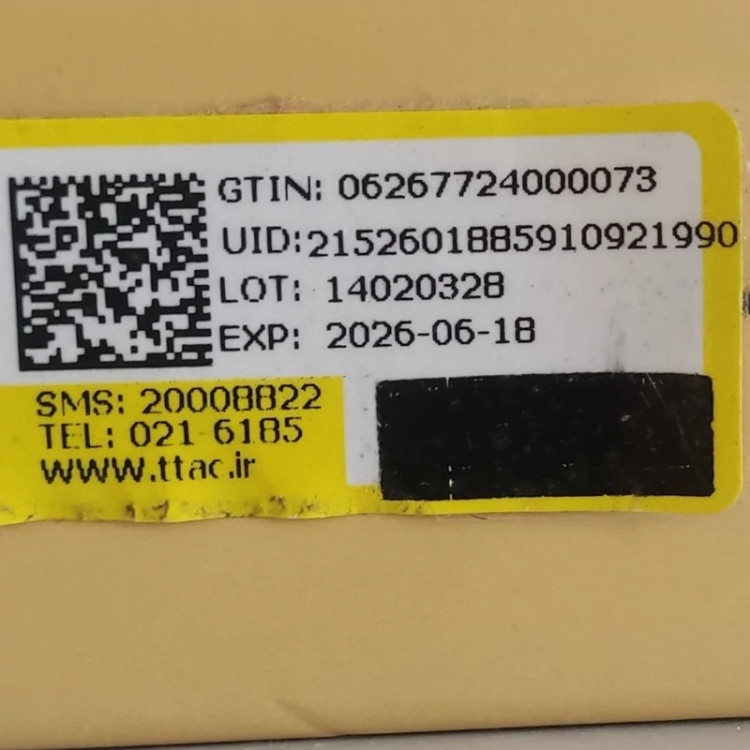 GTIN: 06267724000073
UID:2152601885910921990
LOT: 14020328
EXP: 2026-06-18
SMS: 20008822
TEL: 021 6185
WWW.ttac.ir